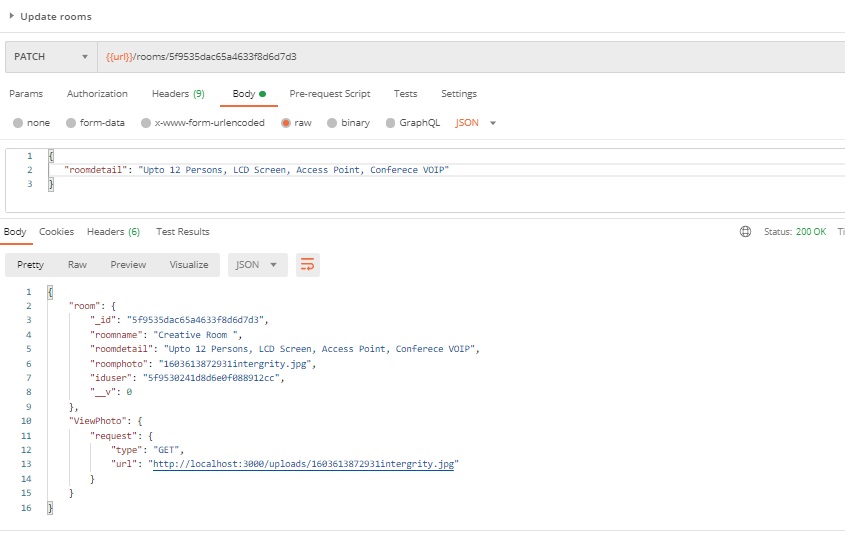 Update rooms
PATCH {{url}}/rooms/5f9535dac65a4633f8d6d7d3
Params Authorization Headers (9) Body Pre-request Script Tests Settings
none form-data x-www-form-urlencoded raw binary GraphQL JSON
1 {
2 "roomdetail": "Upto 12 Persons, LCD Screen, Access Point, Conferece VOIP"
3 }
Body Cookies Headers (6) Test Results Status: 200 OK Ti
Pretty Raw Preview Visualize JSON
1 {
2 "room": {
3 "_id": "5f9535dac65a4633f8d6d7d3",
4 "roomname": "Creative Room ",
5 "roomdetail": "Upto 12 Persons, LCD Screen, Access Point, Conferece VOIP",
6 "roomphoto": "1603613872931intergrity.jpg",
7 "iduser": "5f9530241d8d6e0f088912cc",
8 "__v": 0
9 },
10 "ViewPhoto": {
11 "request": {
12 "type": "GET",
13 "url": "http://localhost:3000/uploads/1603613872931intergrity.jpg"
14 }
15 }
16 }